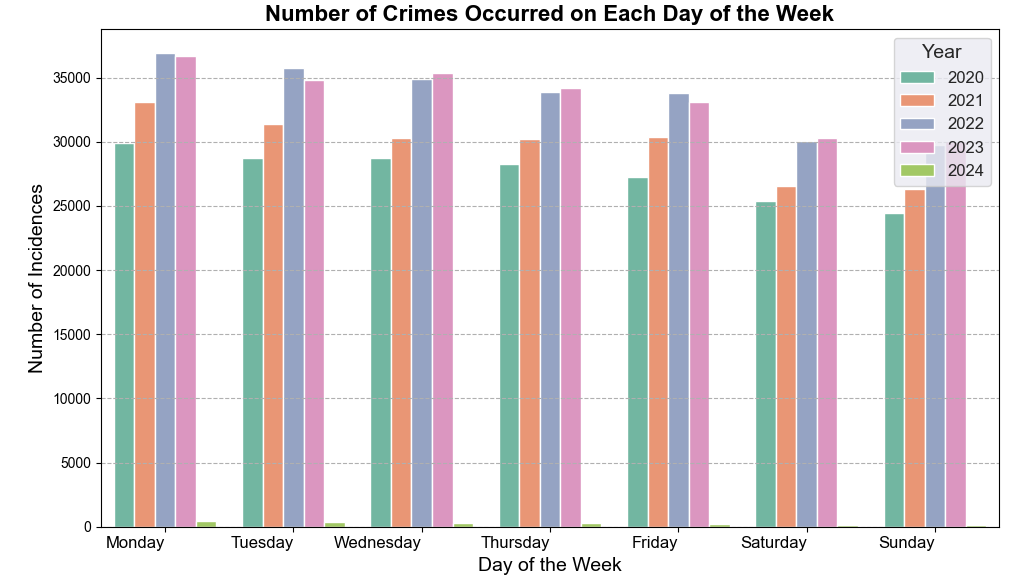 Number of Crimes Occurred on Each Day of the Week
Year
2020
2021
2022
2023
2024
Number of Incidences
35000
30000
25000
20000
15000
10000
5000
0
Monday Tuesday Wednesday Thursday Friday Saturday Sunday
Day of the Week